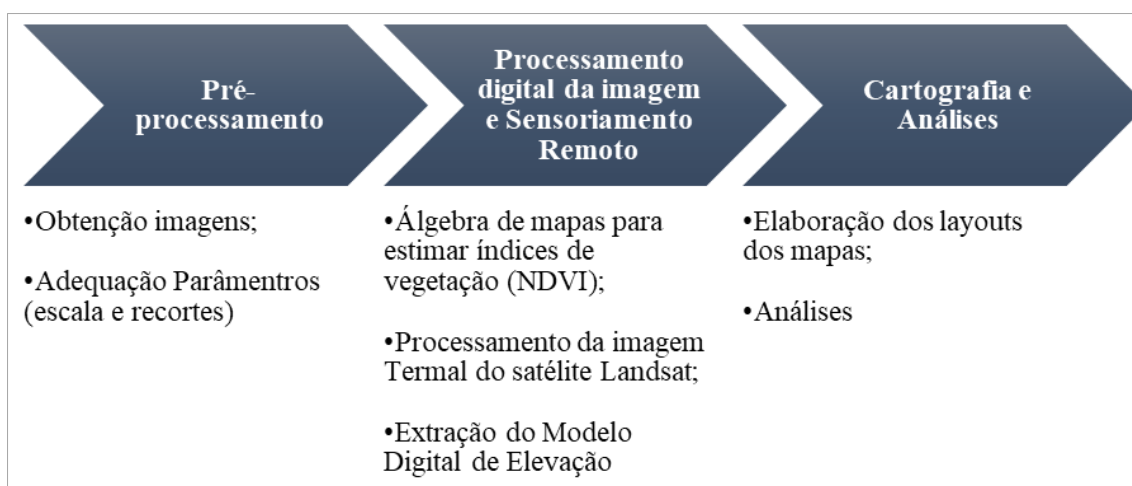 Pré-
processamento
•Obtenção imagens;
•Adequação Parâmentros
(escala e recortes)
Processamento
digital da imagem
e Sensoriamento
Remoto
•Álgebra de mapas para
estimar índices de
vegetação (NDVI);
•Processamento da imagem
Termal do satélite Landsat;
•Extração do Modelo
Digital de Elevação
Cartografia e
Análises
•Elaboração dos layouts
dos mapas;
•Análises